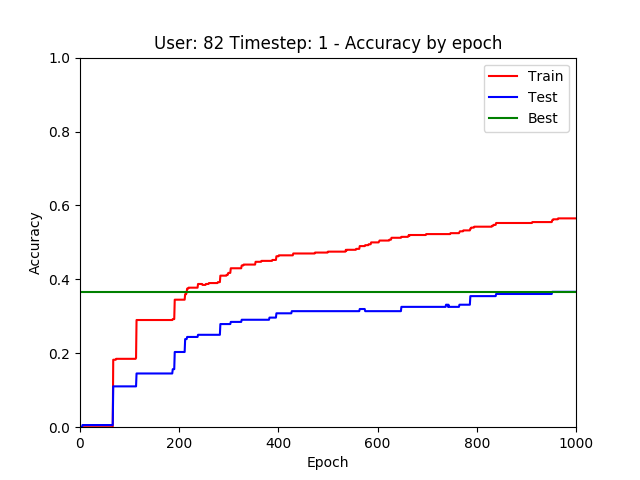 User: 82 Timestep: 1 - Accuracy by epoch
1.0
0.8
0.6
0.4
0.2
0.0
Accuracy
Train
Test
Best
0 200 400 600 800 1000
Epoch